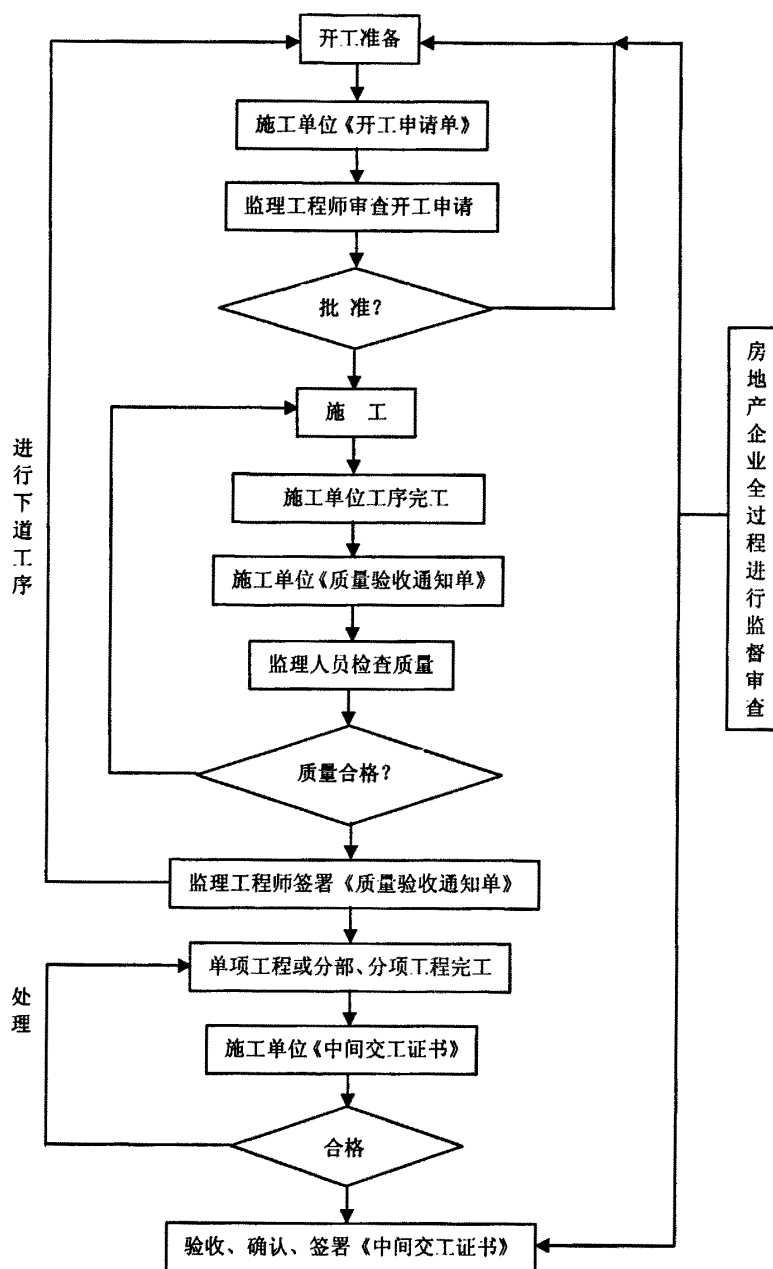 开工准备
施工单位《开工申请单》
监理工程师审查开工申请
批 准?
施 工
施工单位工序完工
施工单位《质量验收通知单》
监理人员检查质量
质量合格?
监理工程师签署《质量验收通知单》
单项工程或分部、分项工程完工
施工单位《中间交工证书》
合格
验收、确认、签署《中间交工证书》
进行下道工序
处理
房地产企业全过程进行监督审查